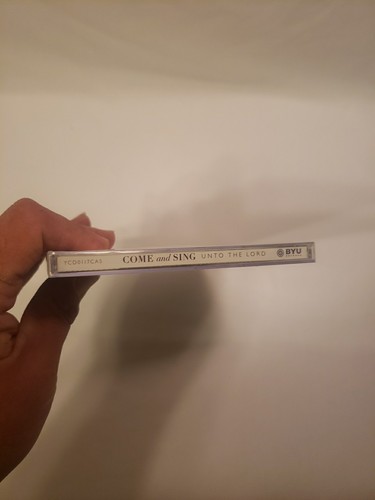 COME and SING UNTO THE LORD BYU